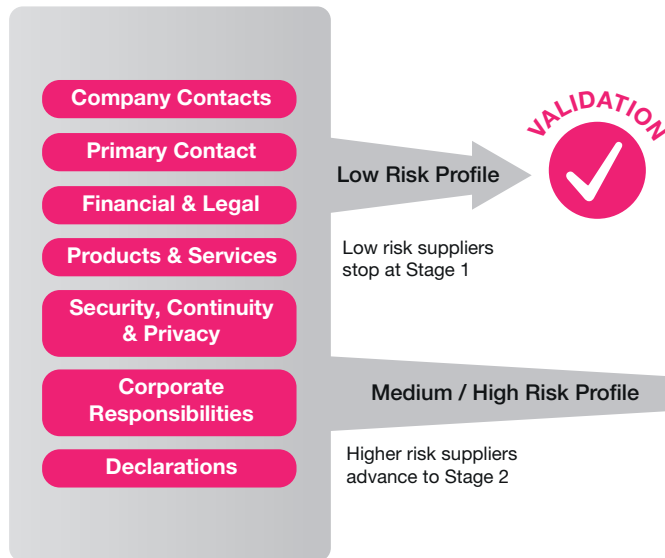 Company Contacts
Primary Contact
Financial & Legal
Products & Services
Security, Continuity
& Privacy
Corporate
Responsibilities
Declarations
Low Risk Profile
VALIDATION
Low risk suppliers
stop at Stage 1
Medium / High Risk Profile
Higher risk suppliers
advance to Stage 2